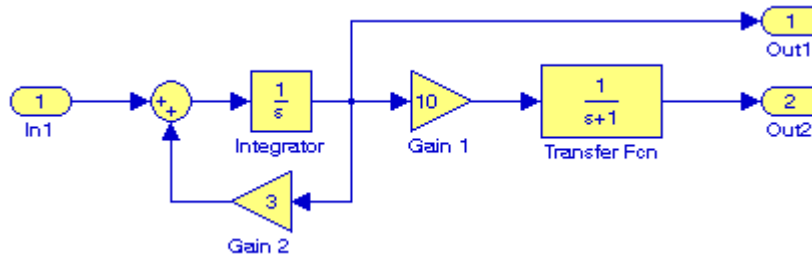 1
Out1
1
In1
+
+
1
s
Integrator
10
Gain 1
1
s+1
Transfer Fcn
2
Out2
3
Gain 2